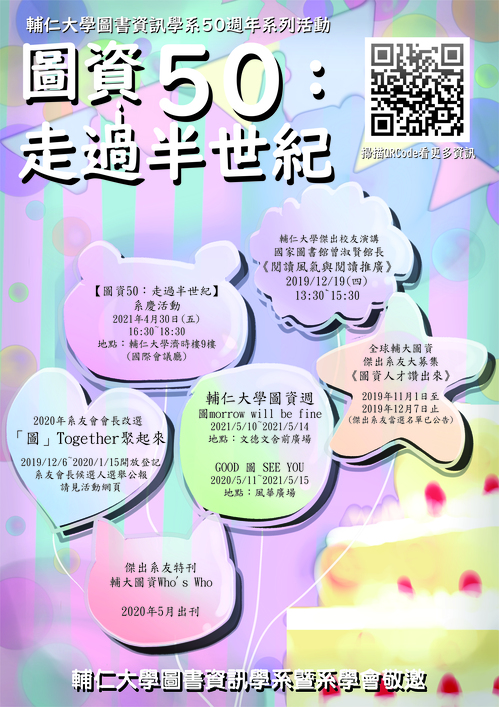 輔仁大學圖書資訊學系50週年系列活動
圖資50：
走過半世紀
掃描QRCode看更多資訊
輔仁大學傑出校友演講
國家圖書館曾淑賢館長
《閱讀風氣與閱讀推廣》
2019/12/19(四)
13:30~15:30
【圖資50：走過半世紀】
系慶活動
2021年4月30日(五)
16:30~18:30
地點：輔仁大學濟時樓9樓
(國際會議廳)
全球輔大圖資
傑出系友大募集
《圖資人才讚出來》
2019年11月1日至
2019年12月7日止
(傑出系友當選名單已公告)
2020年系友會會長改選
「圖」Together聚起來
2019/12/6~2020/1/15開放登記
系友會長候選人選舉公報
請見活動網頁
輔仁大學圖資週
圖morrow will be fine
2021/5/10~2021/5/14
地點：文德文舍前廣場
GOOD 圖 SEE YOU
2020/5/11~2021/5/15
地點：風華廣場
傑出系友特刊
輔大圖資Who's Who
2020年5月出刊
輔仁大學圖書資訊學系暨系學會敬邀